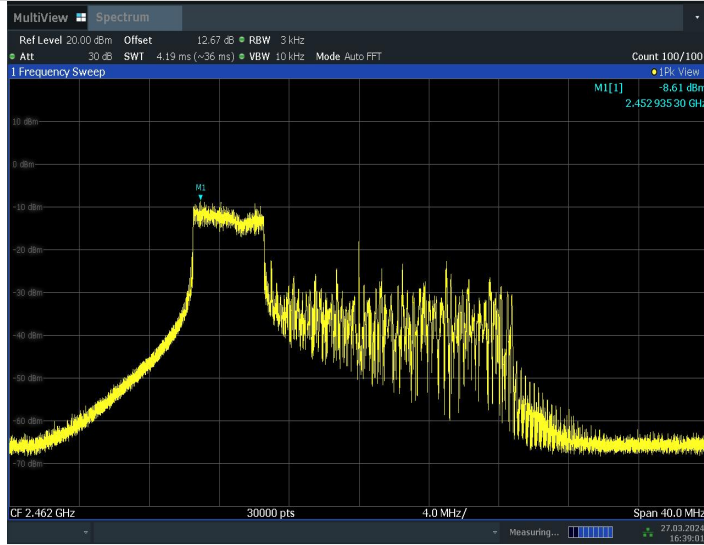 MultiView Spectrum
Ref Level 20.00 dBm Offset 12.67 dB RBW 3 kHz
Att 30 dB SWT 4.19 ms (~36 ms) VBW 10 kHz Mode Auto FFT Count 100/100
1 Frequency Sweep 1Pk View
M1[1] -8.61 dBm
2.452 935 30 GHz
10 dBm
0 dBm
M1
-10 dBm
-20 dBm
-30 dBm
-40 dBm
-50 dBm
-60 dBm
-70 dBm
CF 2.462 GHz 30000 pts 4.0 MHz/ Span 40.0 MHz
Measuring... 27.03.2024
16:39:01